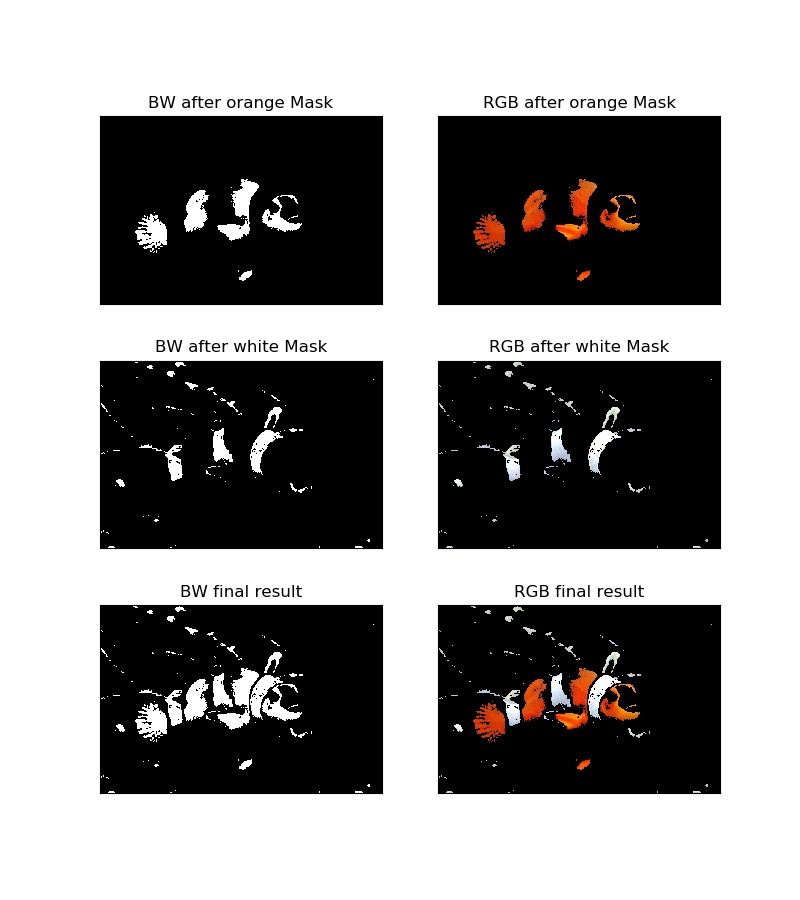 BW after orange Mask
RGB after orange Mask
BW after white Mask
RGB after white Mask
BW final result
RGB final result